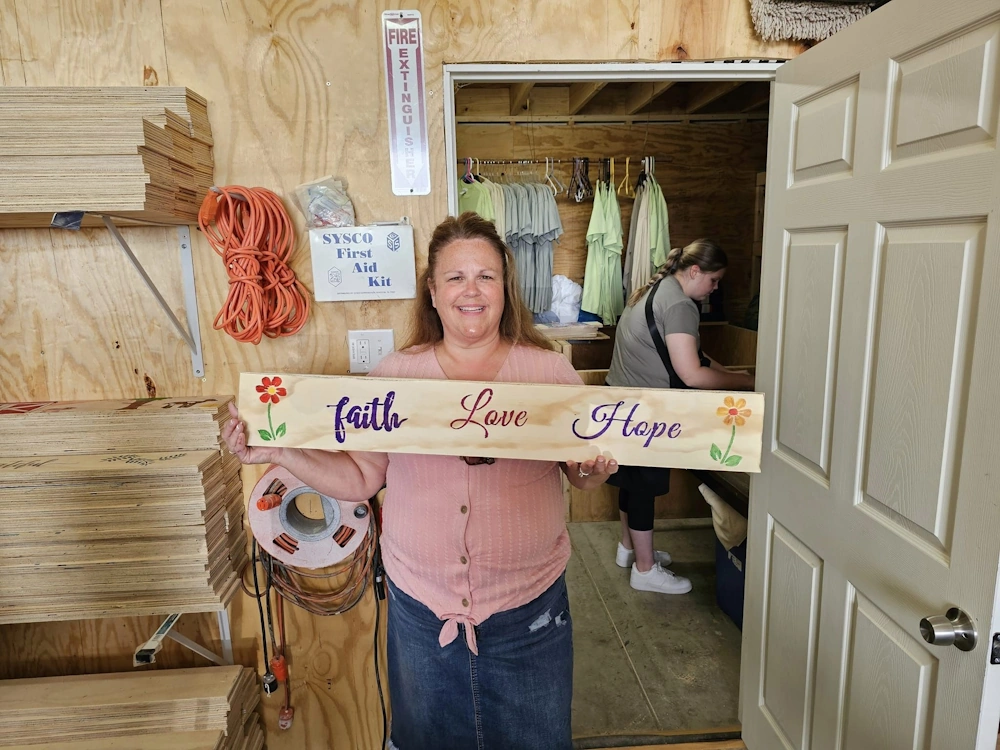 FIRE EXTINGUISHER
SYSCO
First
Aid
Kit
faith Love Hope